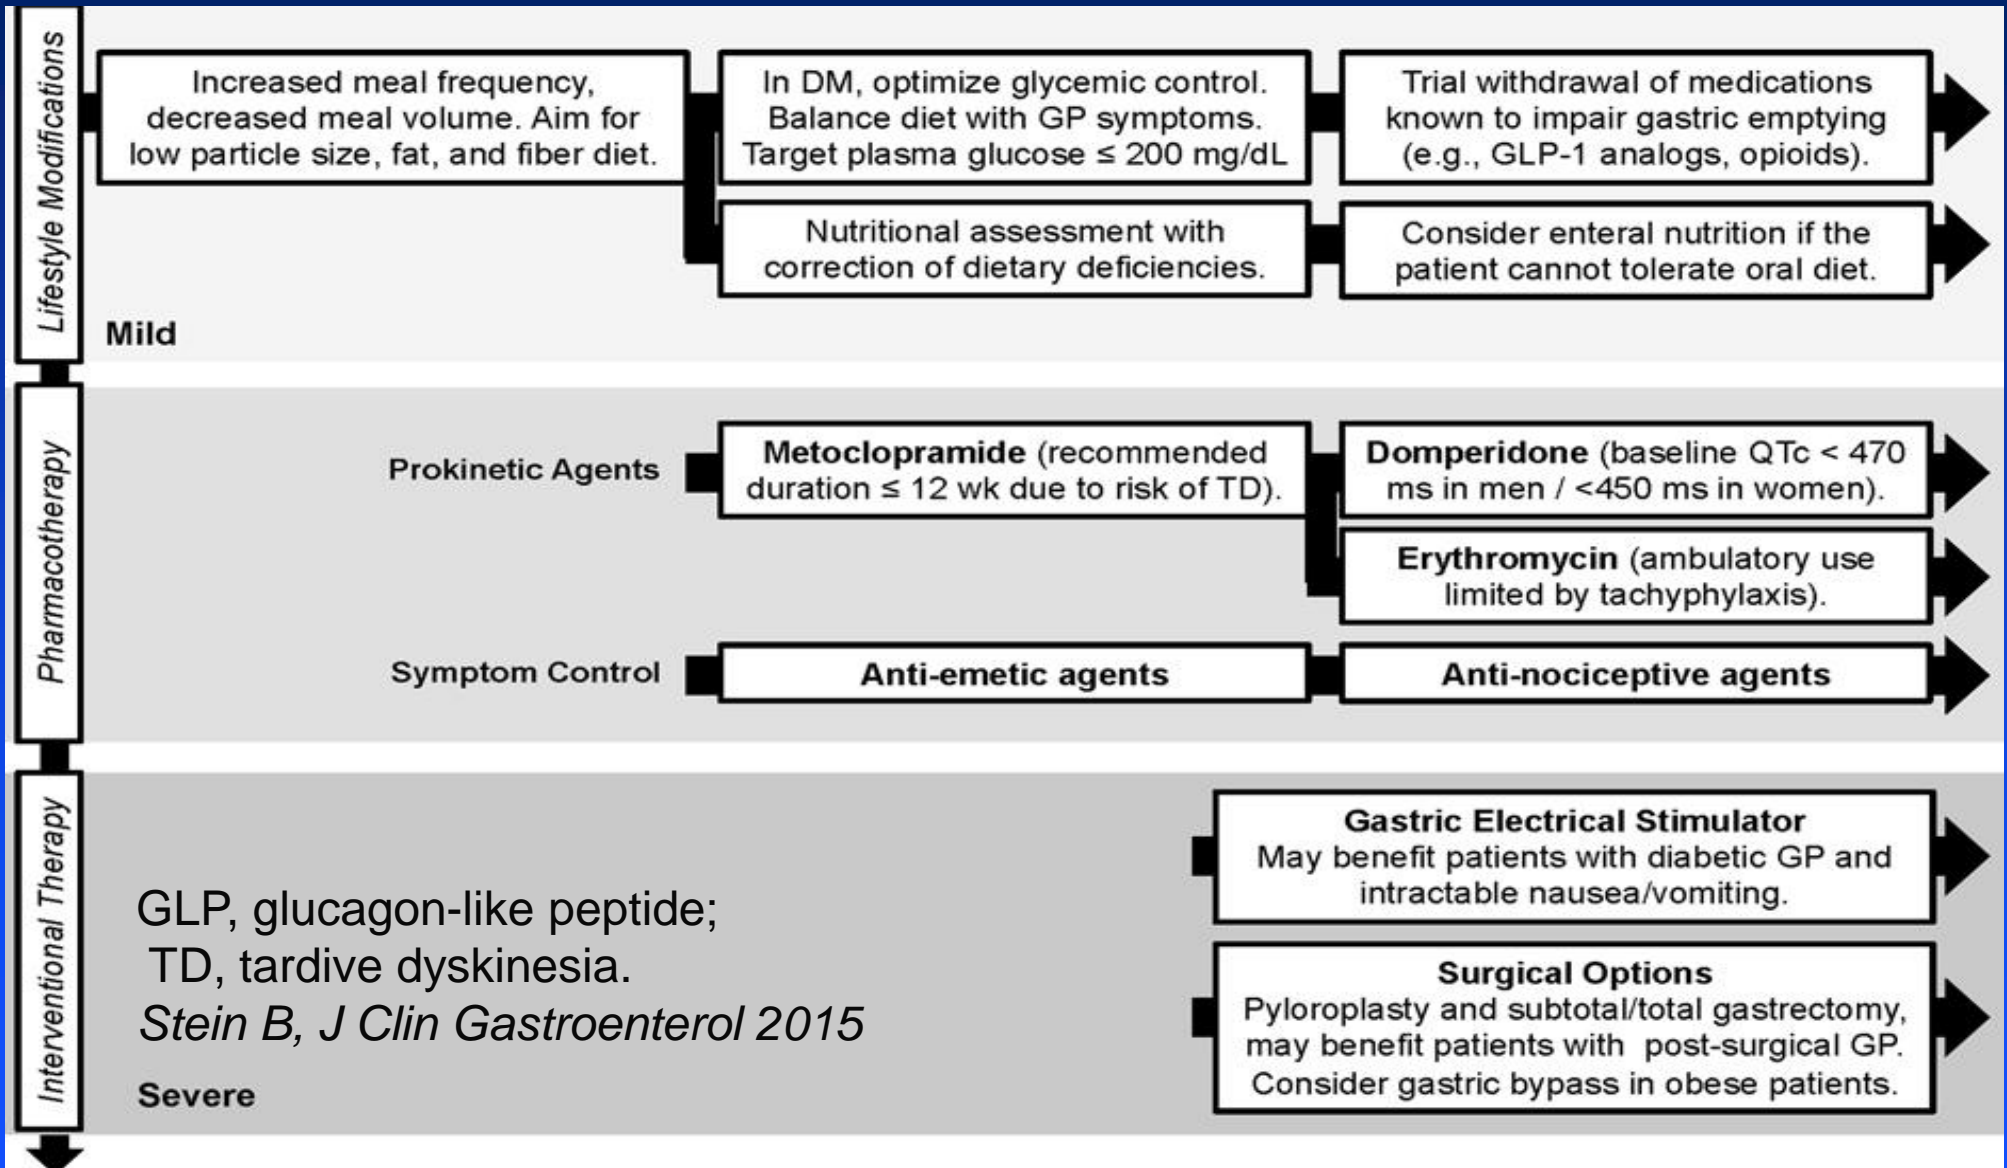 Lifestyle Modifications
Increased meal frequency,
decreased meal volume. Aim for
low particle size, fat, and fiber diet.
In DM, optimize glycemic control.
Balance diet with GP symptoms.
Target plasma glucose ≤ 200 mg/dL
Trial withdrawal of medications
known to impair gastric emptying
(e.g., GLP-1 analogs, opioids).
Nutritional assessment with
correction of dietary deficiencies.
Consider enteral nutrition if the
patient cannot tolerate oral diet.
Mild
Pharmacotherapy
Prokinetic Agents
Metoclopramide (recommended
duration ≤ 12 wk due to risk of TD).
Domperidone (baseline QTc < 470
ms in men / <450 ms in women).
Erythromycin (ambulatory use
limited by tachyphylaxis).
Symptom Control
Anti-emetic agents
Anti-nociceptive agents
Interventional Therapy
Gastric Electrical Stimulator
May benefit patients with diabetic GP and
intractable nausea/vomiting.
Surgical Options
Pyloroplasty and subtotal/total gastrectomy,
may benefit patients with post-surgical GP.
Consider gastric bypass in obese patients.
GLP, glucagon-like peptide;
TD, tardive dyskinesia.
Stein B, J Clin Gastroenterol 2015
Severe